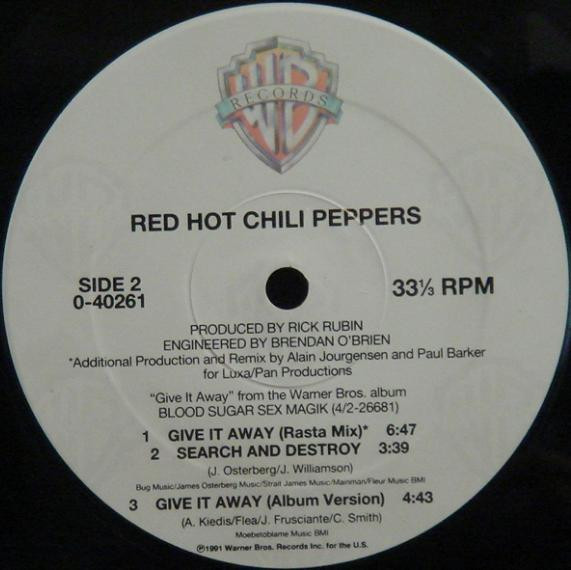 WB
RECORDS
RED HOT CHILI PEPPERS
SIDE 2
0-40261
33⅓ RPM
PRODUCED BY RICK RUBIN
ENGINEERED BY BRENDAN O'BRIEN
*Additional Production and Remix by Alain Jourgensen and Paul Barker
for Luxa/Pan Productions
"Give It Away" from the Warner Bros. album
BLOOD SUGAR SEX MAGIK (4/2-26681)
1 GIVE IT AWAY (Rasta Mix)* 6:47
2 SEARCH AND DESTROY 3:39
(J. Osterberg/J. Williamson)
Bug Music/James Osterberg Music/Strait James Music/Mainman/Fleur Music BMI
3 GIVE IT AWAY (Album Version) 4:43
(A. Kiedis/Flea/J. Frusciante/C. Smith)
Moebetoblame Music BMI
℗1991 Warner Bros. Records Inc. for the U.S.